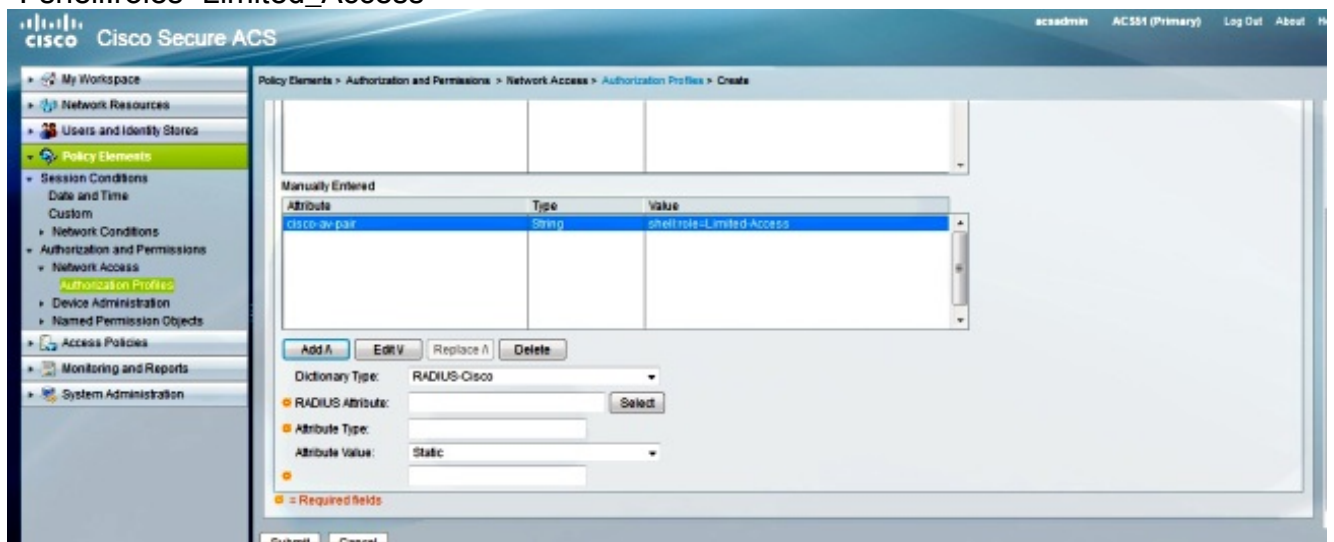 shell:roles=Limited_Access
CISCO Cisco Secure ACS
acsadmin ACS51 (Primary) Log Out About
My Workspace
Network Resources
Users and Identity Stores
Policy Elements
Session Conditions
Date and Time
Custom
Network Conditions
Authorization and Permissions
Network Access
Authorization Profiles
Device Administration
Named Permission Objects
Access Policies
Monitoring and Reports
System Administration
Policy Elements > Authorization and Permissions > Network Access > Authorization Profiles > Create
Manually Entered
Attribute Type Value
cisco-av-pair String shell:role=Limited-Access
Add Λ Edit V Replace Λ Delete
Dictionary Type: RADIUS-Cisco
RADIUS Attribute: Select
Attribute Type:
Attribute Value: Static
= Required fields
Submit Cancel